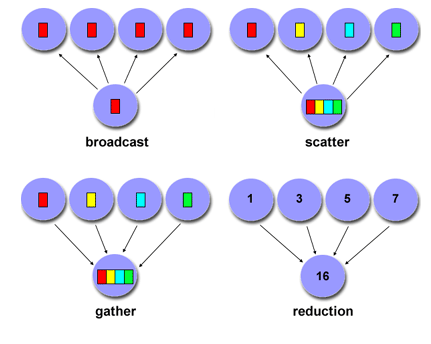 broadcast
scatter
1 3 5 7
16
gather
reduction